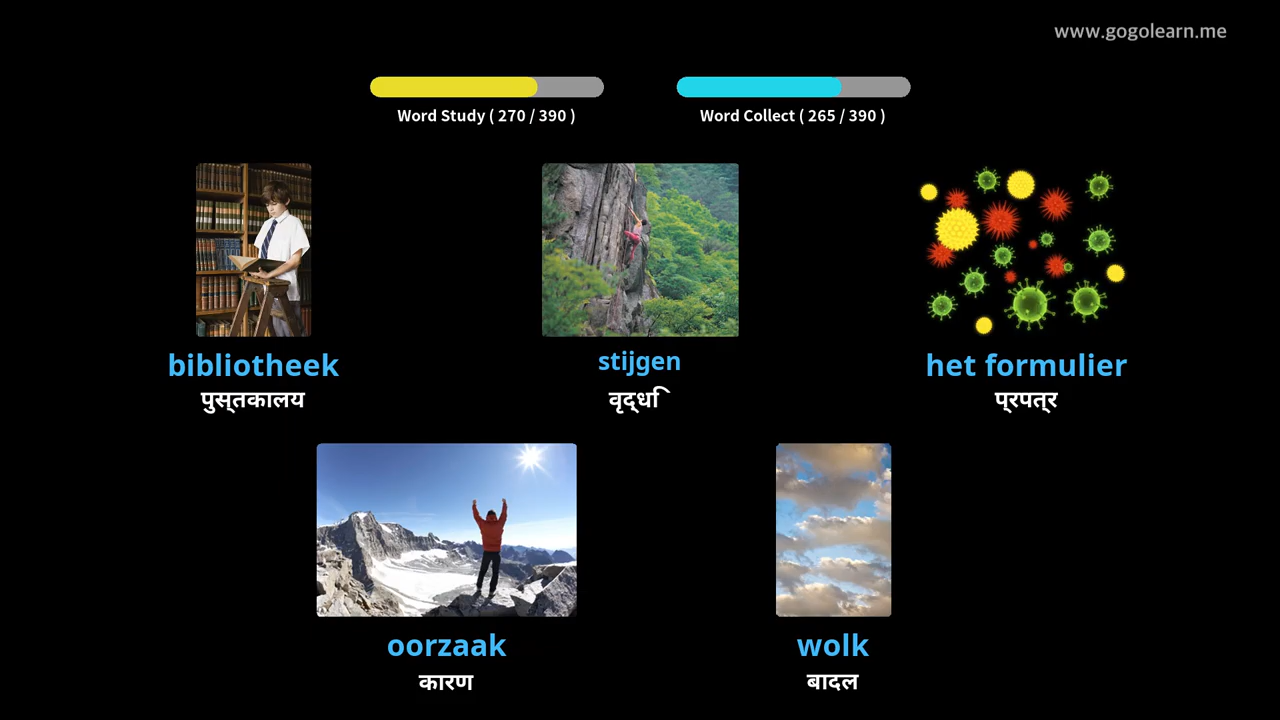 www.gogolearn.me
Word Study ( 270 / 390 )
Word Collect ( 265 / 390 )
bibliotheek
पुस्तकालय
stijgen
वृद्धि
het formulier
प्रपत्र
oorzaak
कारण
wolk
बादल